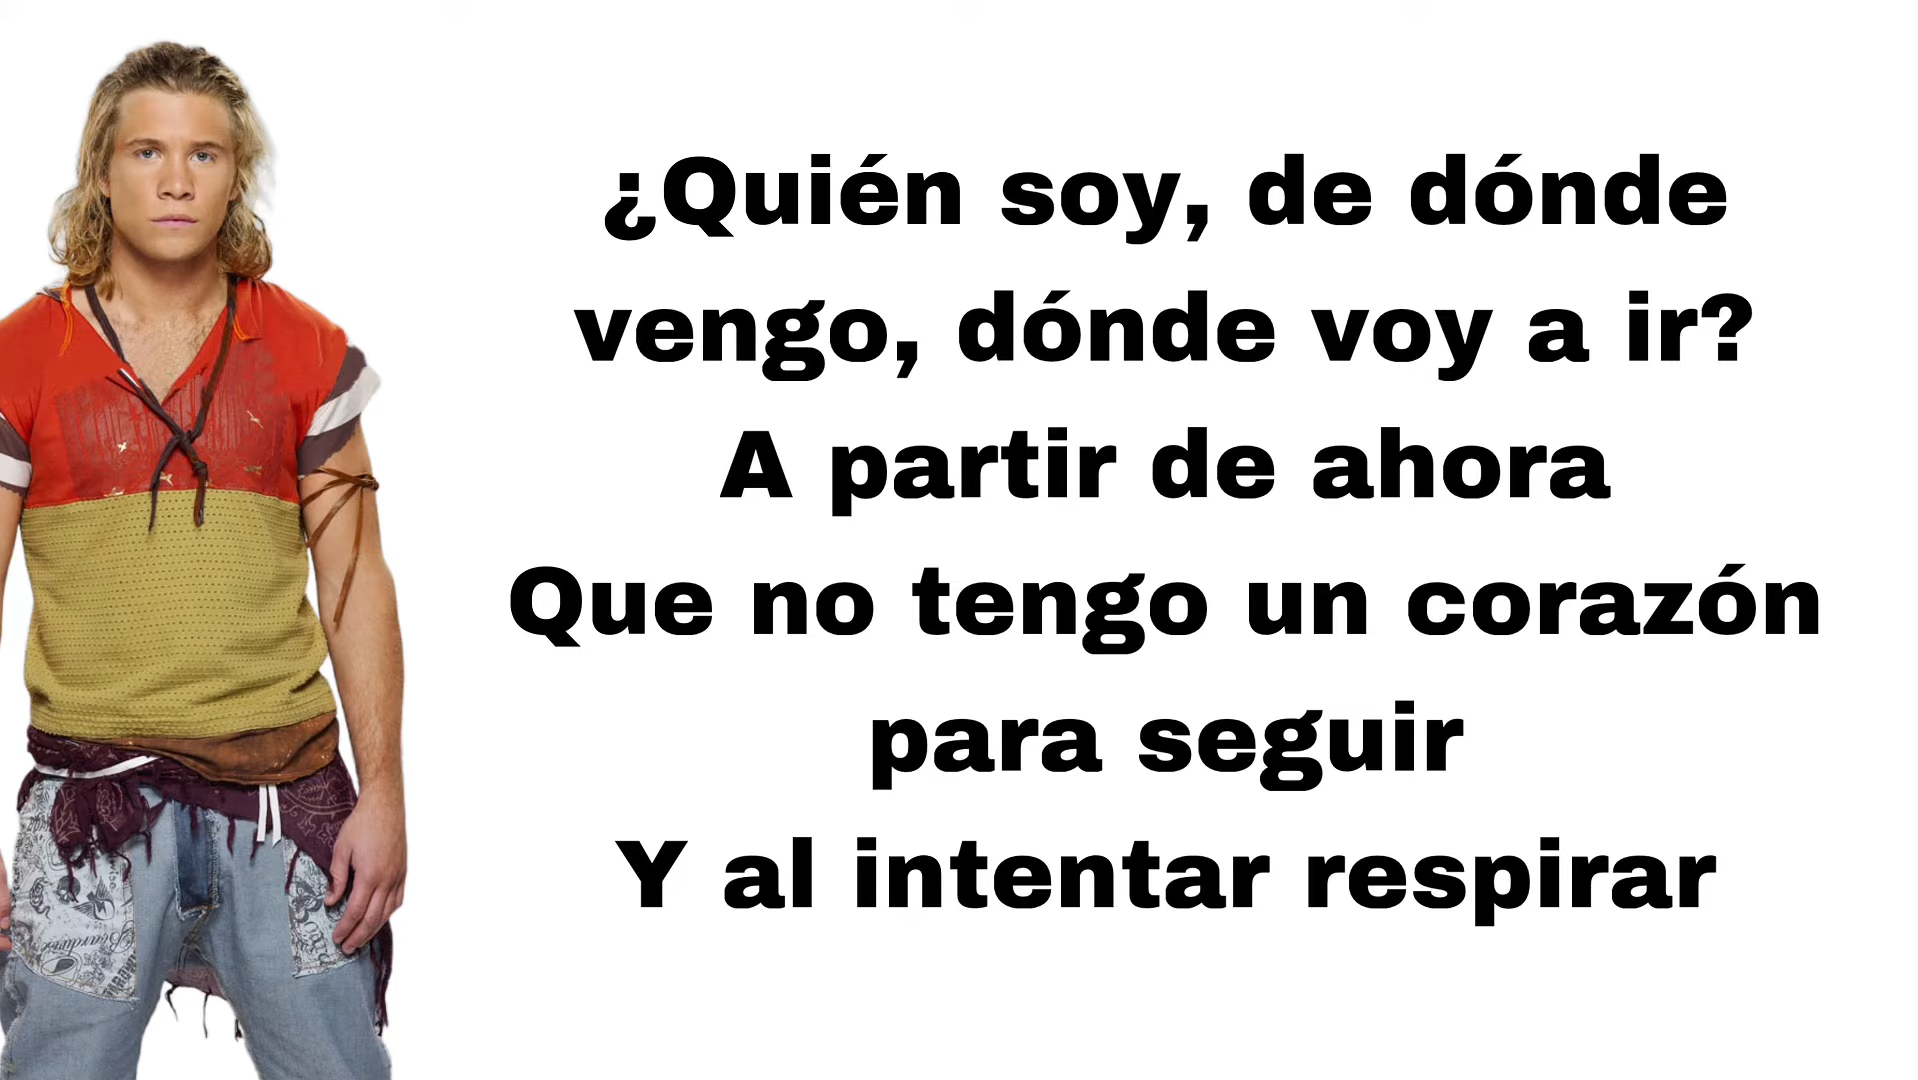 ¿Quién soy, de dónde
vengo, dónde voy a ir?
A partir de ahora
Que no tengo un corazón
para seguir
Y al intentar respirar